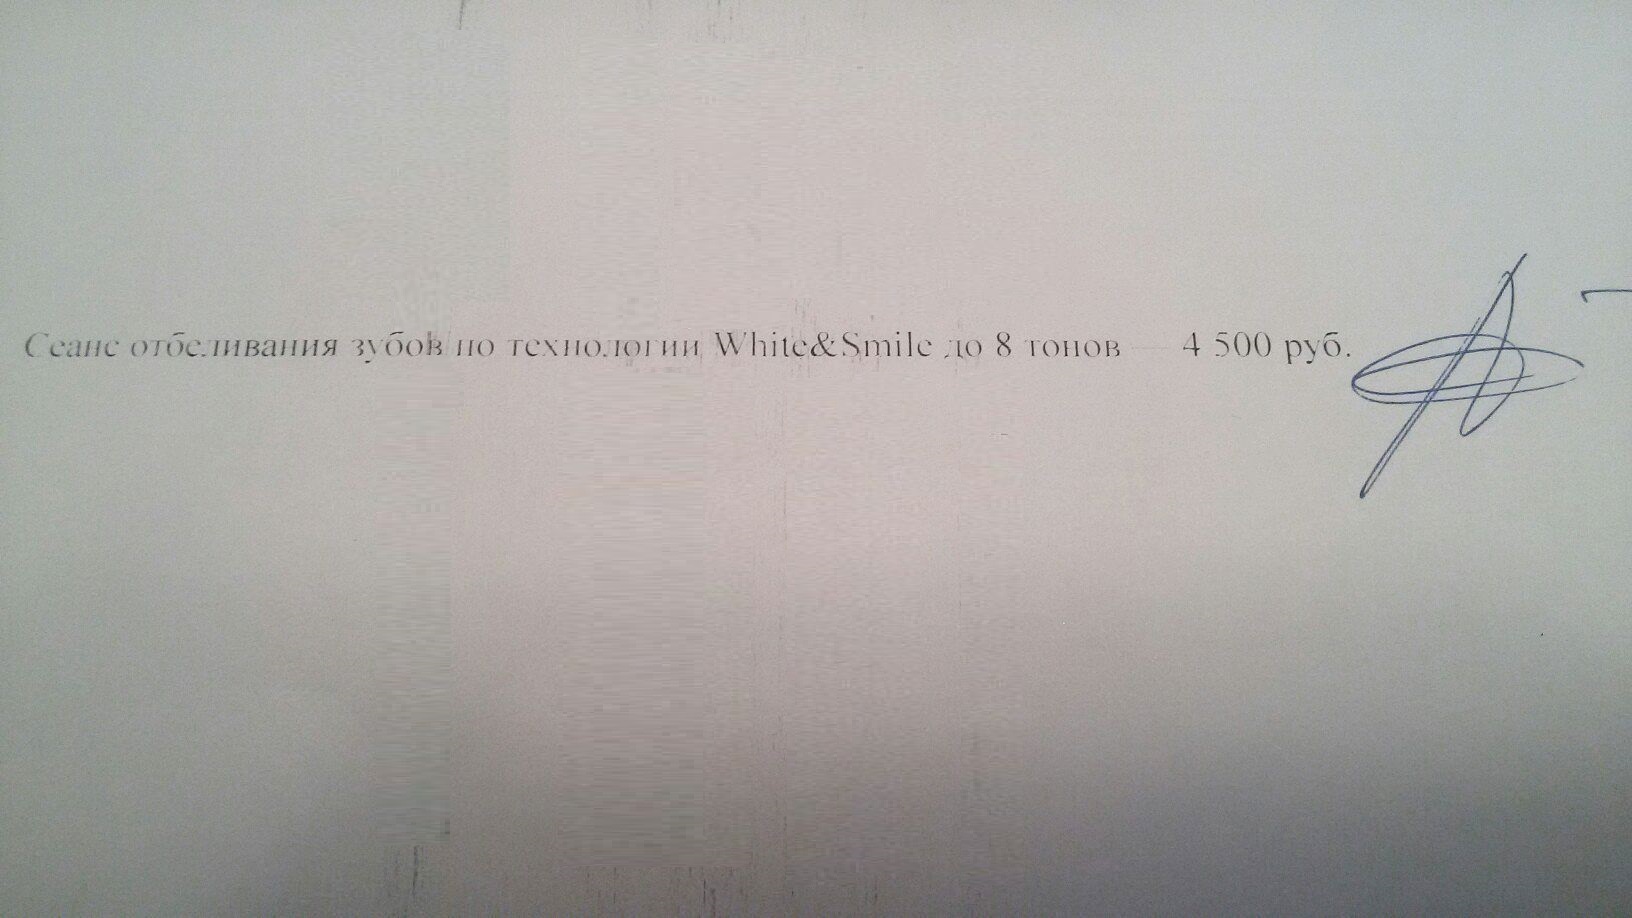 Сеанс отбеливания зубов по технологии White&Smile до 8 тонов — 4 500 руб.